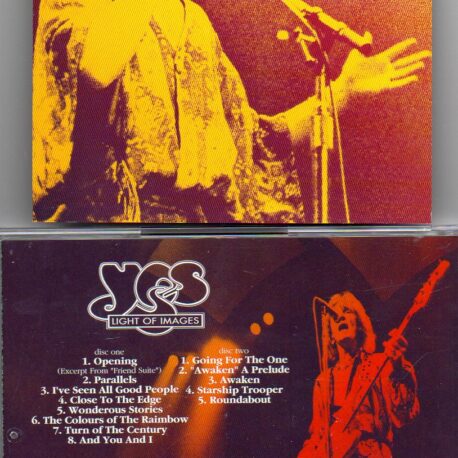 YES
LIGHT OF IMAGES
disc one
1. Opening
(Excerpt From "Friend Suite")
2. Parallels
3. I've Seen All Good People
4. Close To The Edge
5. Wonderous Stories
6. The Colours of The Rainbow
7. Turn of The Century
8. And You And I
disc two
1. Going For The One
2. "Awaken" A Prelude
3. Awaken
4. Starship Trooper
5. Roundabout